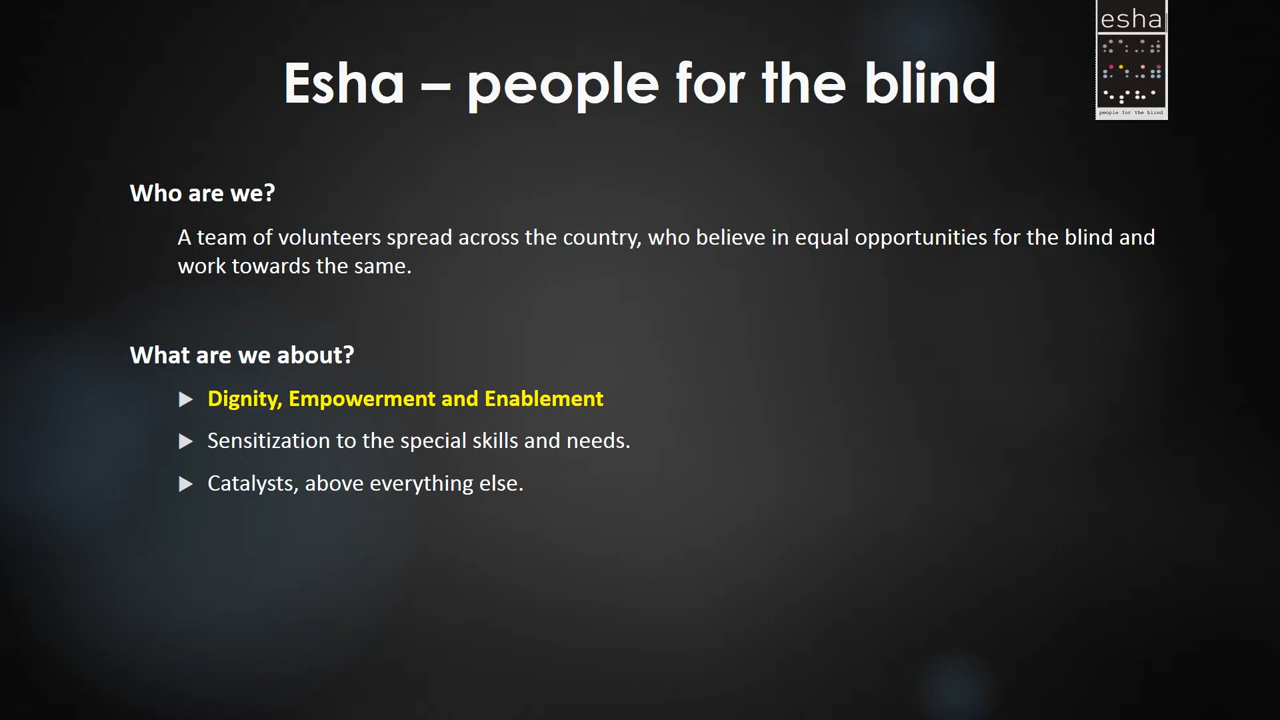 esha
Esha – people for the blind
people for the blind
Who are we?
A team of volunteers spread across the country, who believe in equal opportunities for the blind and
work towards the same.
What are we about?
Dignity, Empowerment and Enablement
Sensitization to the special skills and needs.
Catalysts, above everything else.